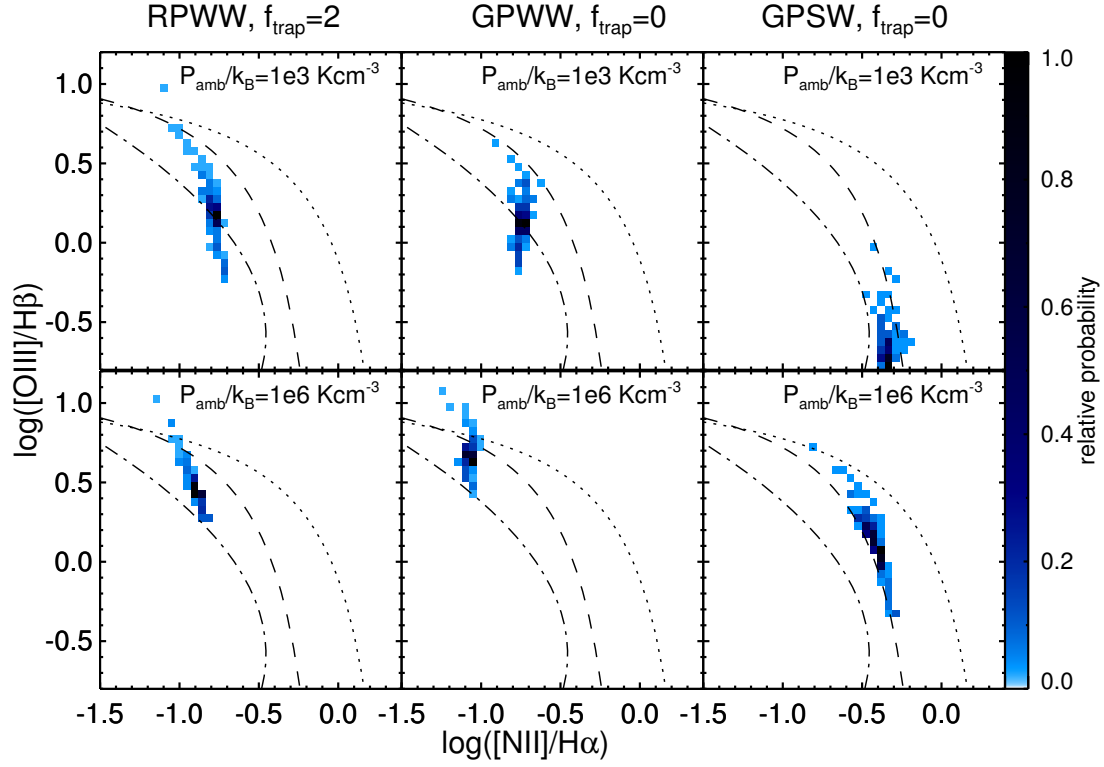 RPWW, f_trap=2 GPWW, f_trap=0 GPSW, f_trap=0
P_amb/k_B=1e3 Kcm^-3 P_amb/k_B=1e3 Kcm^-3 P_amb/k_B=1e3 Kcm^-3
1.0
0.5
0.0
-0.5
P_amb/k_B=1e6 Kcm^-3 P_amb/k_B=1e6 Kcm^-3 P_amb/k_B=1e6 Kcm^-3
1.0
0.5
0.0
-0.5
log([OIII]/Hβ)
-1.5 -1.0 -0.5 0.0 -1.5 -1.0 -0.5 0.0 -1.5 -1.0 -0.5 0.0
log([NII]/Hα)
1.0
0.8
0.6
0.4
0.2
0.0
relative probability